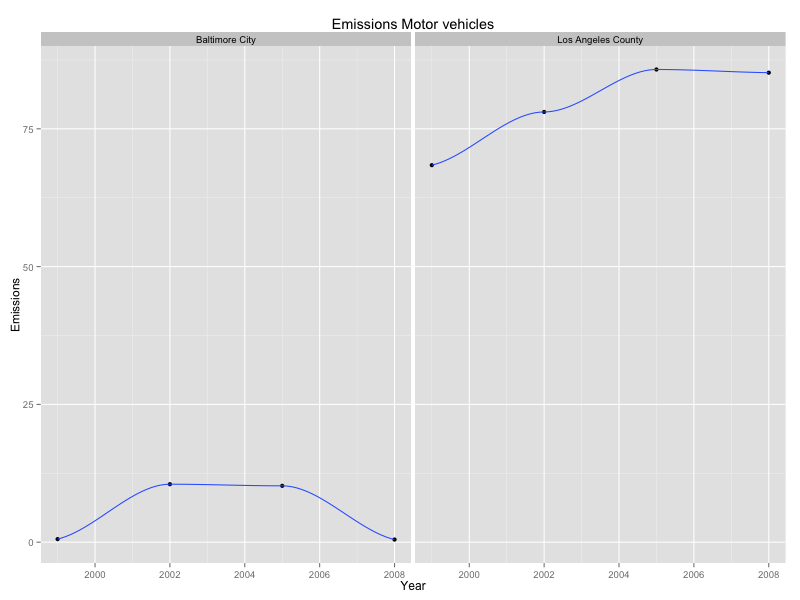 Emissions Motor vehicles
Baltimore City
Los Angeles County
75
50
25
0
Emissions
2000 2002 2004 2006 2008
2000 2002 2004 2006 2008
Year